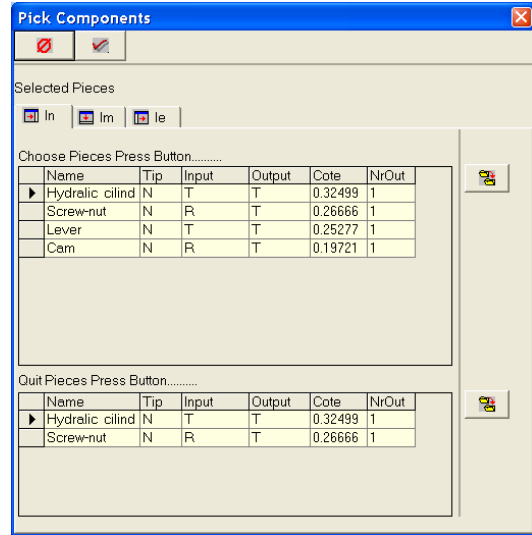 Pick Components
Selected Pieces
In Im Ie
Choose Pieces Press Button.........
Name Tip Input Output Cote NrOut
Hydralic cilind N T T 0.32499 1
Screw-nut N R T 0.26666 1
Lever N T T 0.25277 1
Cam N R T 0.19721 1
Quit Pieces Press Button..........
Name Tip Input Output Cote NrOut
Hydralic cilind N T T 0.32499 1
Screw-nut N R T 0.26666 1